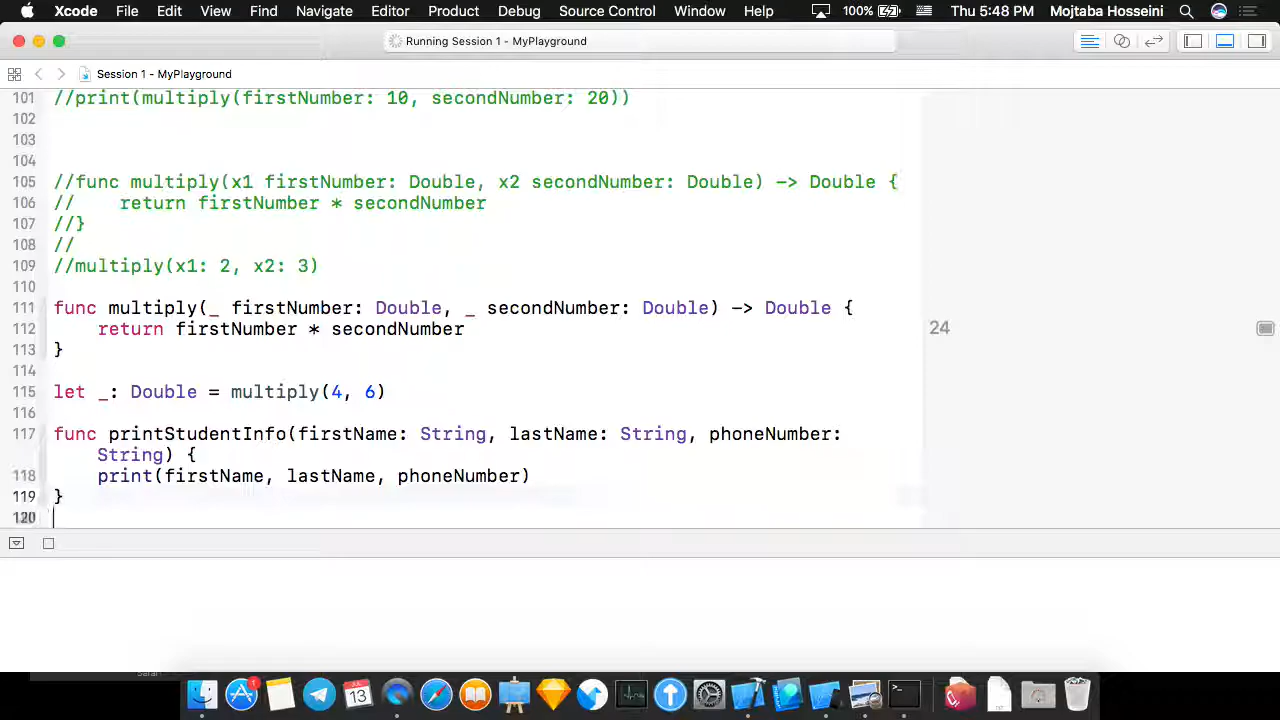 Xcode File Edit View Find Navigate Editor Product Debug Source Control Window Help 100% Thu 5:48 PM Mojtaba Hosseini
Running Session 1 - MyPlayground
Session 1 - MyPlayground
101 //print(multiply(firstNumber: 10, secondNumber: 20))
102
103
104
105 //func multiply(x1 firstNumber: Double, x2 secondNumber: Double) -> Double {
106 // return firstNumber * secondNumber
107 //}
108 //
109 //multiply(x1: 2, x2: 3)
110
111 func multiply(_ firstNumber: Double, _ secondNumber: Double) -> Double {
112 return firstNumber * secondNumber 24
113 }
114
115 let _: Double = multiply(4, 6)
116
117 func printStudentInfo(firstName: String, lastName: String, phoneNumber:
String) {
118 print(firstName, lastName, phoneNumber)
119 }
120
JUL
13
1